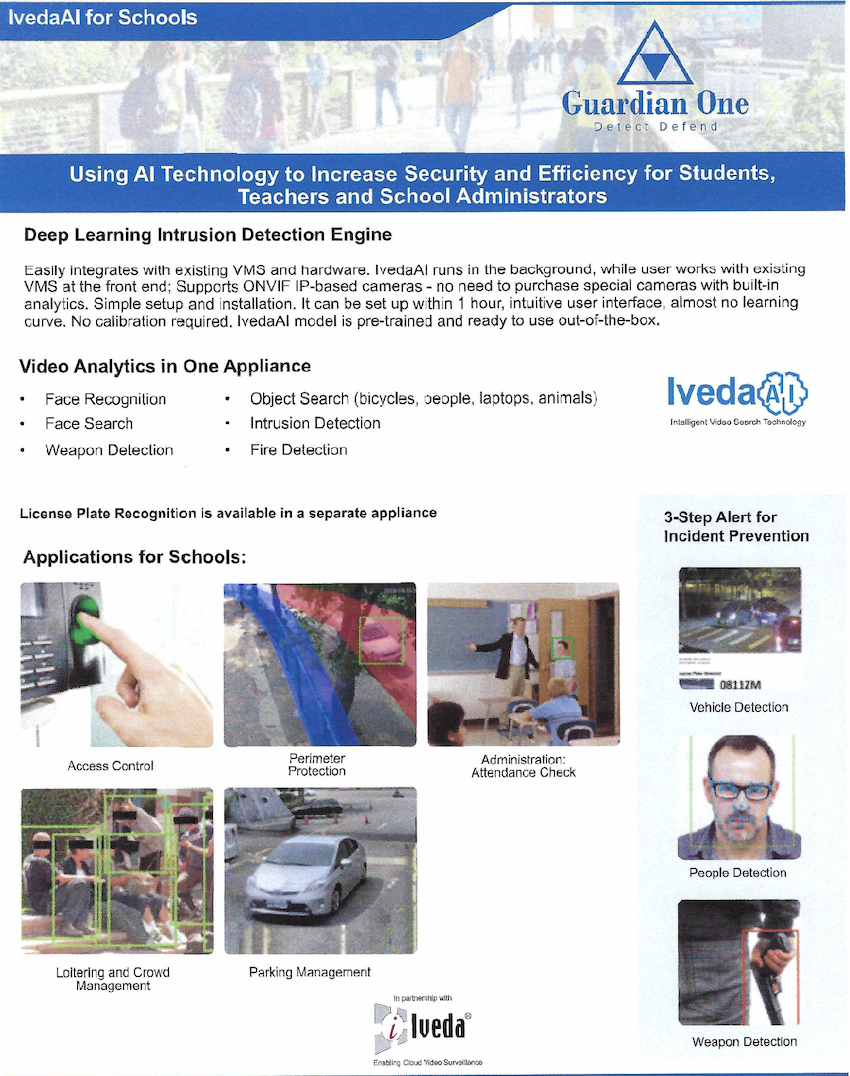 IvedaAI for Schools
Guardian One
Detect Defend
Using AI Technology to Increase Security and Efficiency for Students,
Teachers and School Administrators
Deep Learning Intrusion Detection Engine
Easily integrates with existing VMS and hardware. IvedaAI runs in the background, while user works with existing
VMS at the front end; Supports ONVIF IP-based cameras - no need to purchase special cameras with built-in
analytics. Simple setup and installation. It can be set up within 1 hour, intuitive user interface, almost no learning
curve. No calibration required. IvedaAI model is pre-trained and ready to use out-of-the-box.
Video Analytics in One Appliance
• Face Recognition
• Face Search
• Weapon Detection
• Object Search (bicycles, people, laptops, animals)
• Intrusion Detection
• Fire Detection
IvedaAI
Intelligent Video Search Technology
License Plate Recognition is available in a separate appliance
Applications for Schools:
Access Control
Perimeter
Protection
Administration:
Attendance Check
Loitering and Crowd
Management
Parking Management
3-Step Alert for
Incident Prevention
0811ZM
Vehicle Detection
People Detection
Weapon Detection
In partnership with
iveda®
Enabling Cloud Video Surveillance